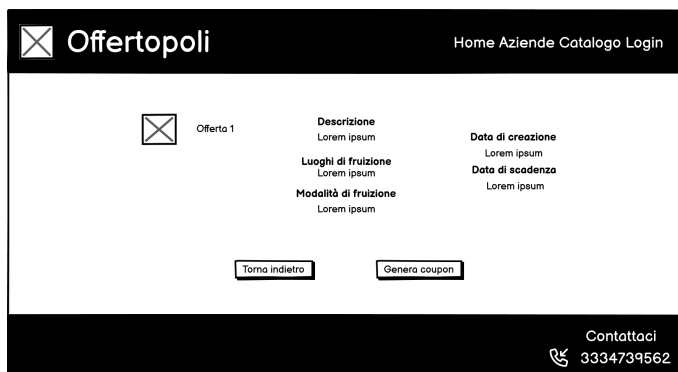 Offertopoli
Home Aziende Catalogo Login
Offerta 1
Descrizione
Lorem ipsum
Luoghi di fruizione
Lorem ipsum
Modalità di fruizione
Lorem ipsum
Data di creazione
Lorem ipsum
Data di scadenza
Lorem ipsum
Torna indietro
Genera coupon
Contattaci
3334739562